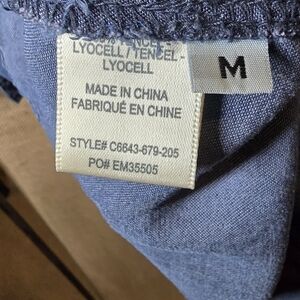 LYOCELL / TENCEL -
LYOCELL
MADE IN CHINA
FABRIQUÉ EN CHINE
STYLE# C6643-679-205
PO# EM35505
M